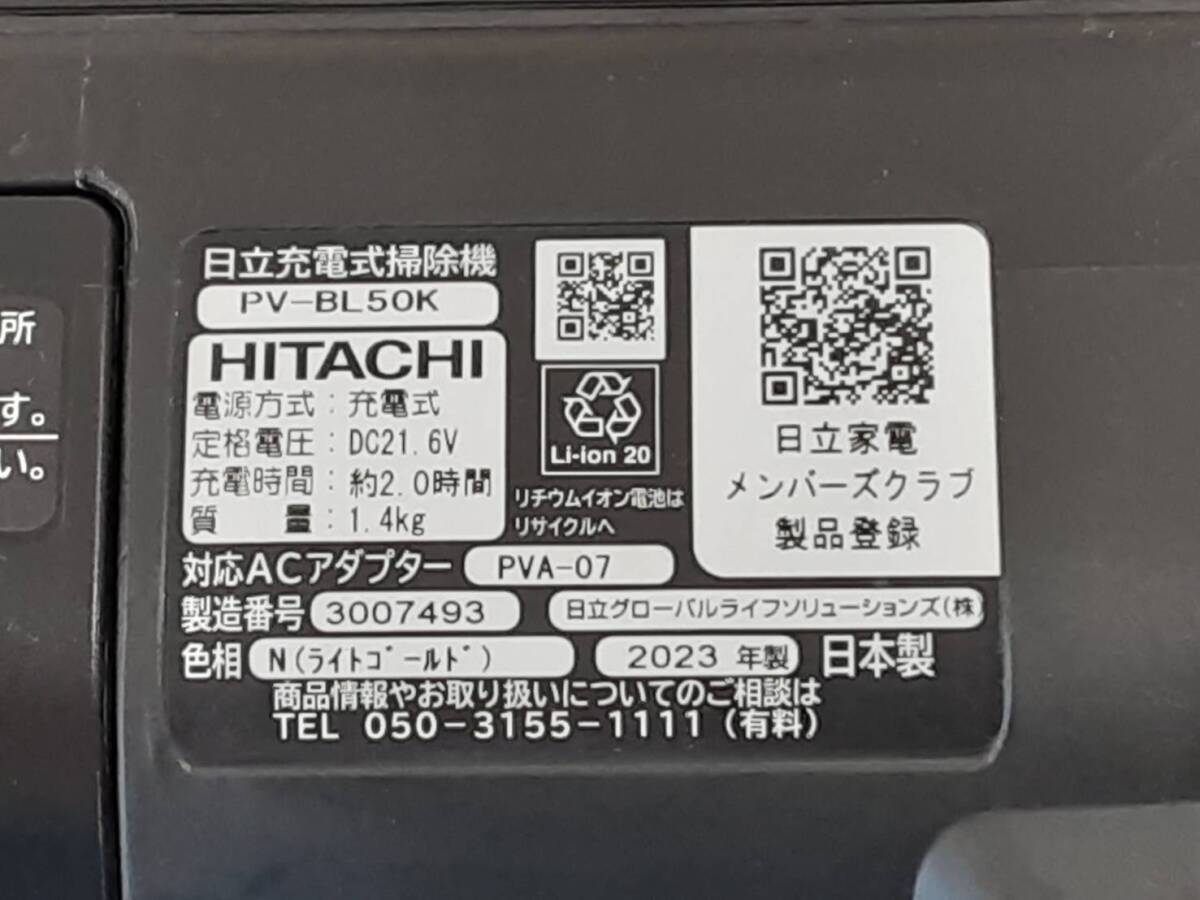 所
す。
い。
日立充電式掃除機
PV-BL50K
HITACHI
電源方式：充電式
定格電圧：DC21.6V
充電時間：約2.0時間
質　　量：1.4kg
Li-ion 20
リチウムイオン電池は
リサイクルへ
日立家電
メンバーズクラブ
製品登録
対応ACアダプター PVA-07
製造番号 3007493 日立グローバルライフソリューションズ(株)
色相 N(ﾗｲﾄｺﾞｰﾙﾄﾞ) 2023 年製 日本製
商品情報やお取り扱いについてのご相談は
TEL 050-3155-1111（有料）